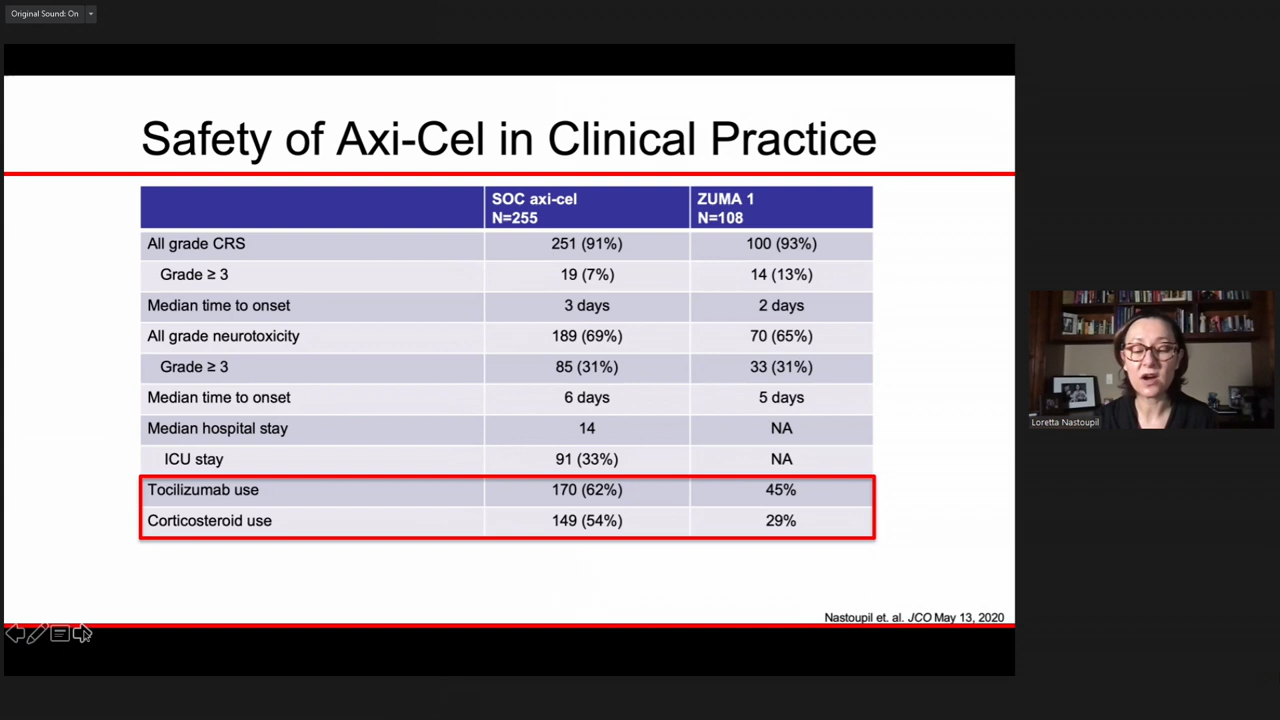 Original Sound: On
Safety of Axi-Cel in Clinical Practice
SOC axi-cel ZUMA 1
N=255 N=108
All grade CRS 251 (91%) 100 (93%)
Grade ≥ 3 19 (7%) 14 (13%)
Median time to onset 3 days 2 days
All grade neurotoxicity 189 (69%) 70 (65%)
Grade ≥ 3 85 (31%) 33 (31%)
Median time to onset 6 days 5 days
Median hospital stay 14 NA
ICU stay 91 (33%) NA
Tocilizumab use 170 (62%) 45%
Corticosteroid use 149 (54%) 29%
Nastoupil et. al. JCO May 13, 2020
Loretta Nastoupil